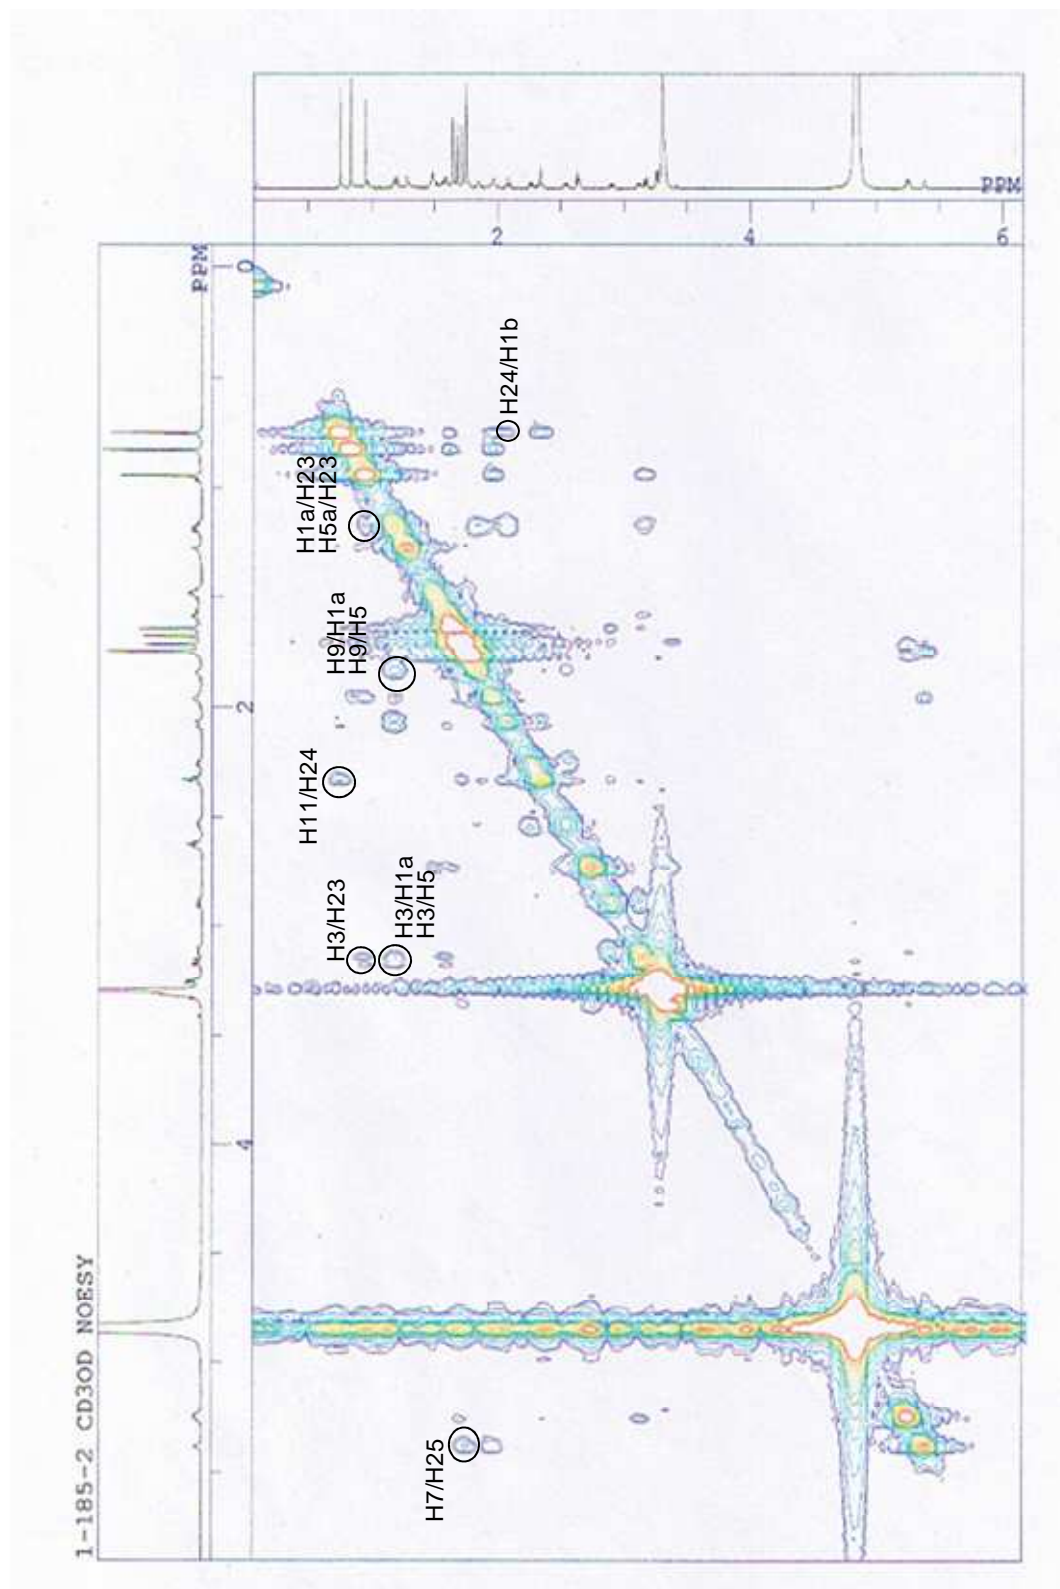 PPM
2
4
6
PPM
0
H24/H1b
H1a/H23
H5a/H23
H9/H1a
H9/H5
2
H11/H24
H3/H23
H3/H1a
H3/H5
4
1-185-2 CD3OD NOESY
H7/H25